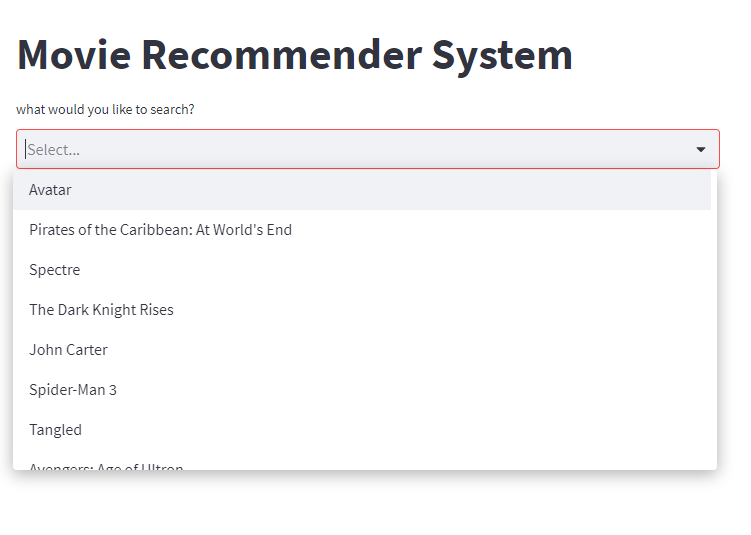 Movie Recommender System
what would you like to search?
Select...
Avatar
Pirates of the Caribbean: At World's End
Spectre
The Dark Knight Rises
John Carter
Spider-Man 3
Tangled
Avengers: Age of Ultron